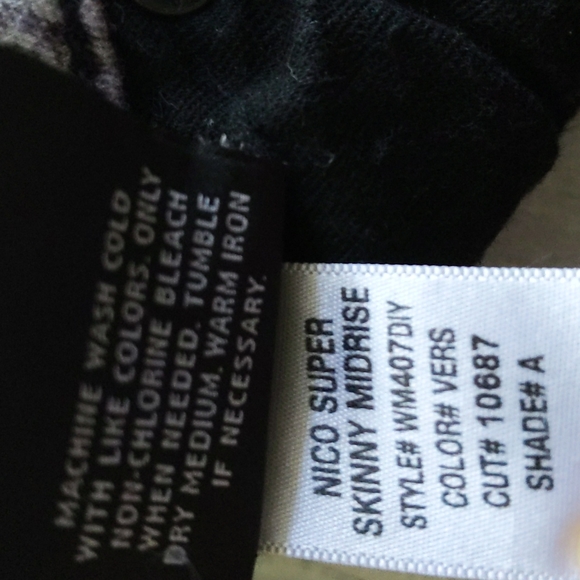 MACHINE WASH COLD
WITH LIKE COLORS. ONLY
NON-CHLORINE BLEACH
WHEN NEEDED. TUMBLE
DRY MEDIUM. WARM IRON
IF NECESSARY.
NICO SUPER
SKINNY MIDRISE
STYLE# WM407DIY
COLOR# VERS
CUT# 10687
SHADE# A